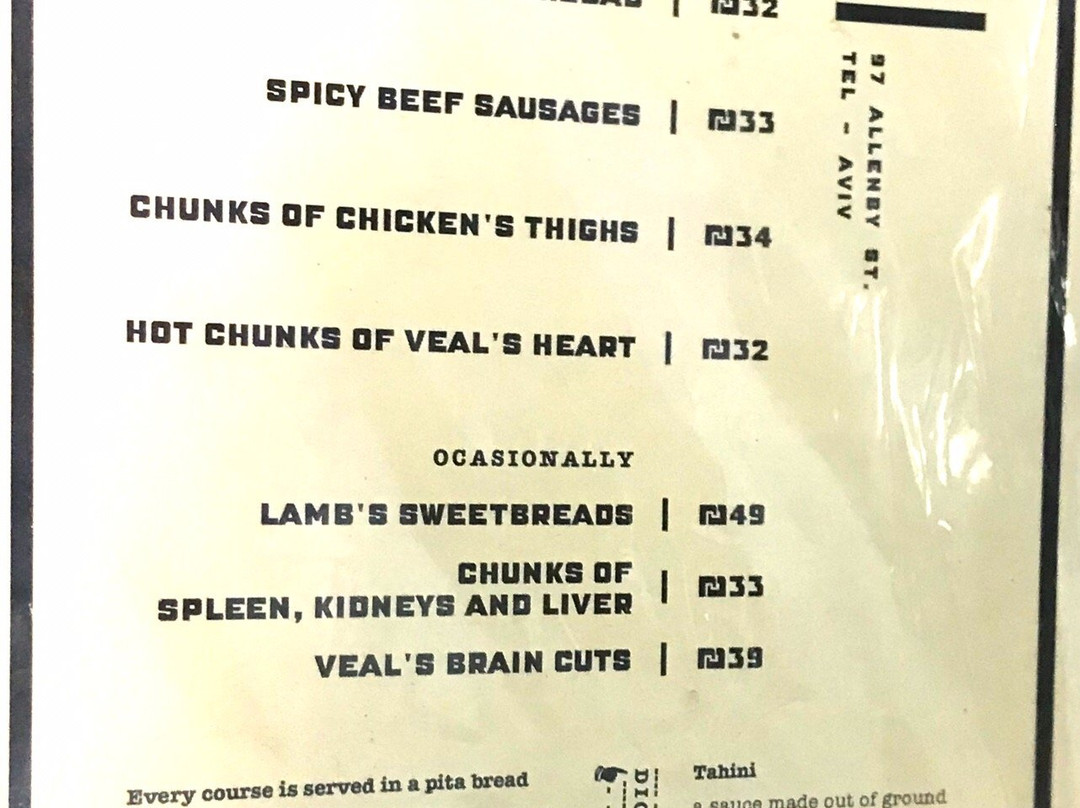 ₪32
SPICY BEEF SAUSAGES | ₪33
CHUNKS OF CHICKEN'S THIGHS | ₪34
HOT CHUNKS OF VEAL'S HEART | ₪32
OCASIONALLY
LAMB'S SWEETBREADS | ₪49
CHUNKS OF
SPLEEN, KIDNEYS AND LIVER | ₪33
VEAL'S BRAIN CUTS | ₪39
97 ALLENBY ST.
TEL - AVIV
Every course is served in a pita bread
Tahini
a sauce made out of ground